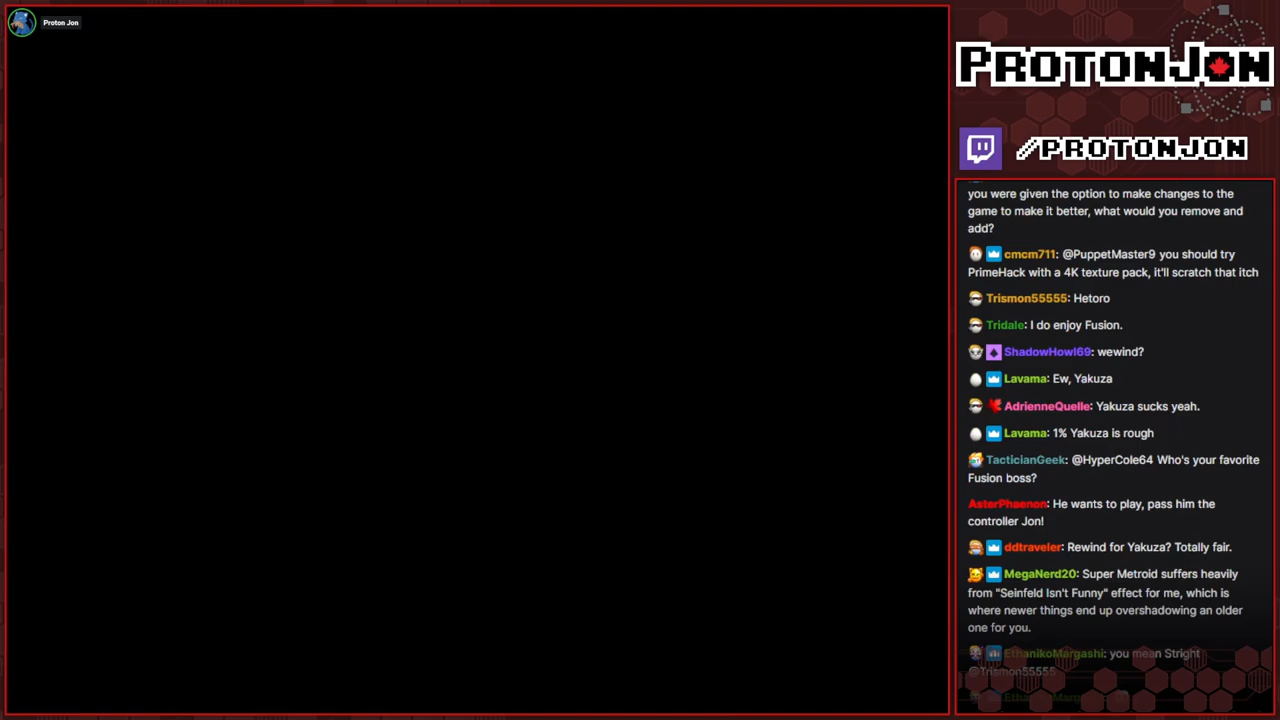 Proton Jon
PROTONJON
/PROTONJON
you were given the option to make changes to the
game to make it better, what would you remove and
add?
cmcm711: @PuppetMaster9 you should try
PrimeHack with a 4K texture pack, it'll scratch that itch
Trismon55555: Hetoro
Tridale: I do enjoy Fusion.
ShadowHowl69: wewind?
Lavama: Ew, Yakuza
AdrienneQuelle: Yakuza sucks yeah.
Lavama: 1% Yakuza is rough
TacticianGeek: @HyperCole64 Who's your favorite
Fusion boss?
AsterPhaenon: He wants to play, pass him the
controller Jon!
ddtraveler: Rewind for Yakuza? Totally fair.
MegaNerd20: Super Metroid suffers heavily
from "Seinfeld Isn't Funny" effect for me, which is
where newer things end up overshadowing an older
one for you.
EthanikoMargashi: you mean Stright
@Trismon55555